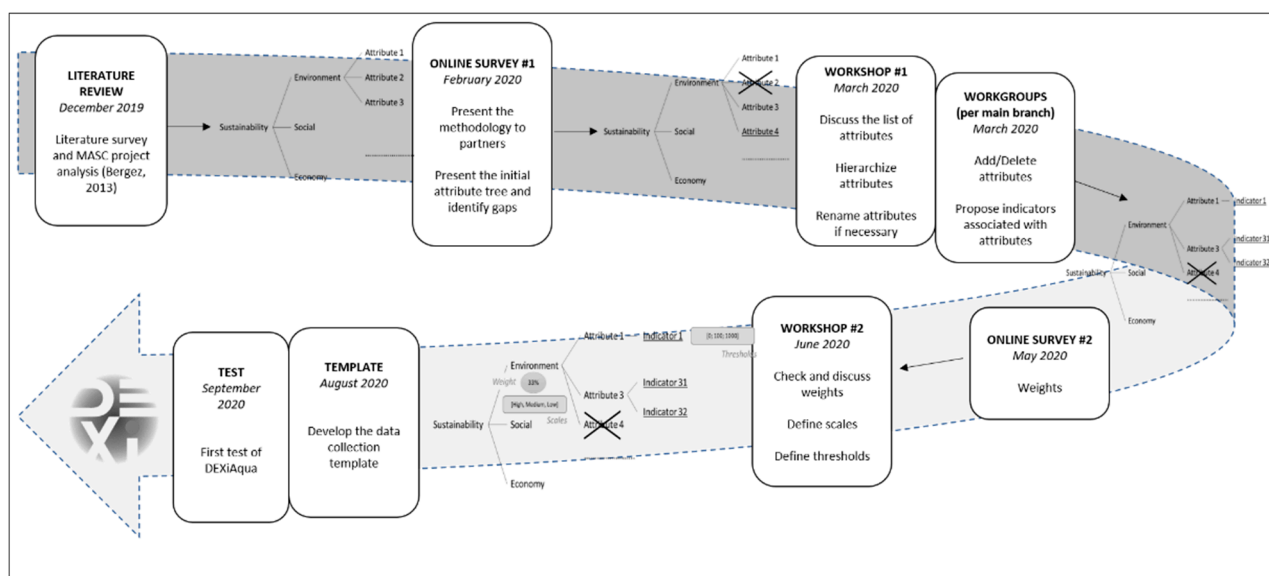 LITERATURE
REVIEW
December 2019
Literature survey
and MASC project
analysis (Bergez,
2013)
Sustainability
Environment
Social
Economy
Attribute 1
Attribute 2
Attribute 3
ONLINE SURVEY #1
February 2020
Present the
methodology to
partners
Present the initial
attribute tree and
identify gaps
Sustainability
Environment
Social
Economy
Attribute 1
Attribute 2
Attribute 3
Attribute 4
WORKSHOP #1
March 2020
Discuss the list of
attributes
Hierarchize
attributes
Rename attributes
if necessary
WORKGROUPS
(per main branch)
March 2020
Add/Delete
attributes
Propose indicators
associated with
attributes
Sustainability
Environment
Social
Economy
Attribute 1
Attribute 3
Attribute 4
Indicator 1
Indicator 31
Indicator 32
ONLINE SURVEY #2
May 2020
Weights
WORKSHOP #2
June 2020
Check and discuss
weights
Define scales
Define thresholds
Sustainability
Environment
Social
Economy
Weight
33%
[High, Medium, Low]
Scales
Attribute 1
Attribute 3
Attribute 4
Indicator 1
Indicator 31
Indicator 32
[0; 100; 1000]
Thresholds
TEMPLATE
August 2020
Develop the data
collection
template
TEST
September
2020
First test of
DEXiAqua
DEXi